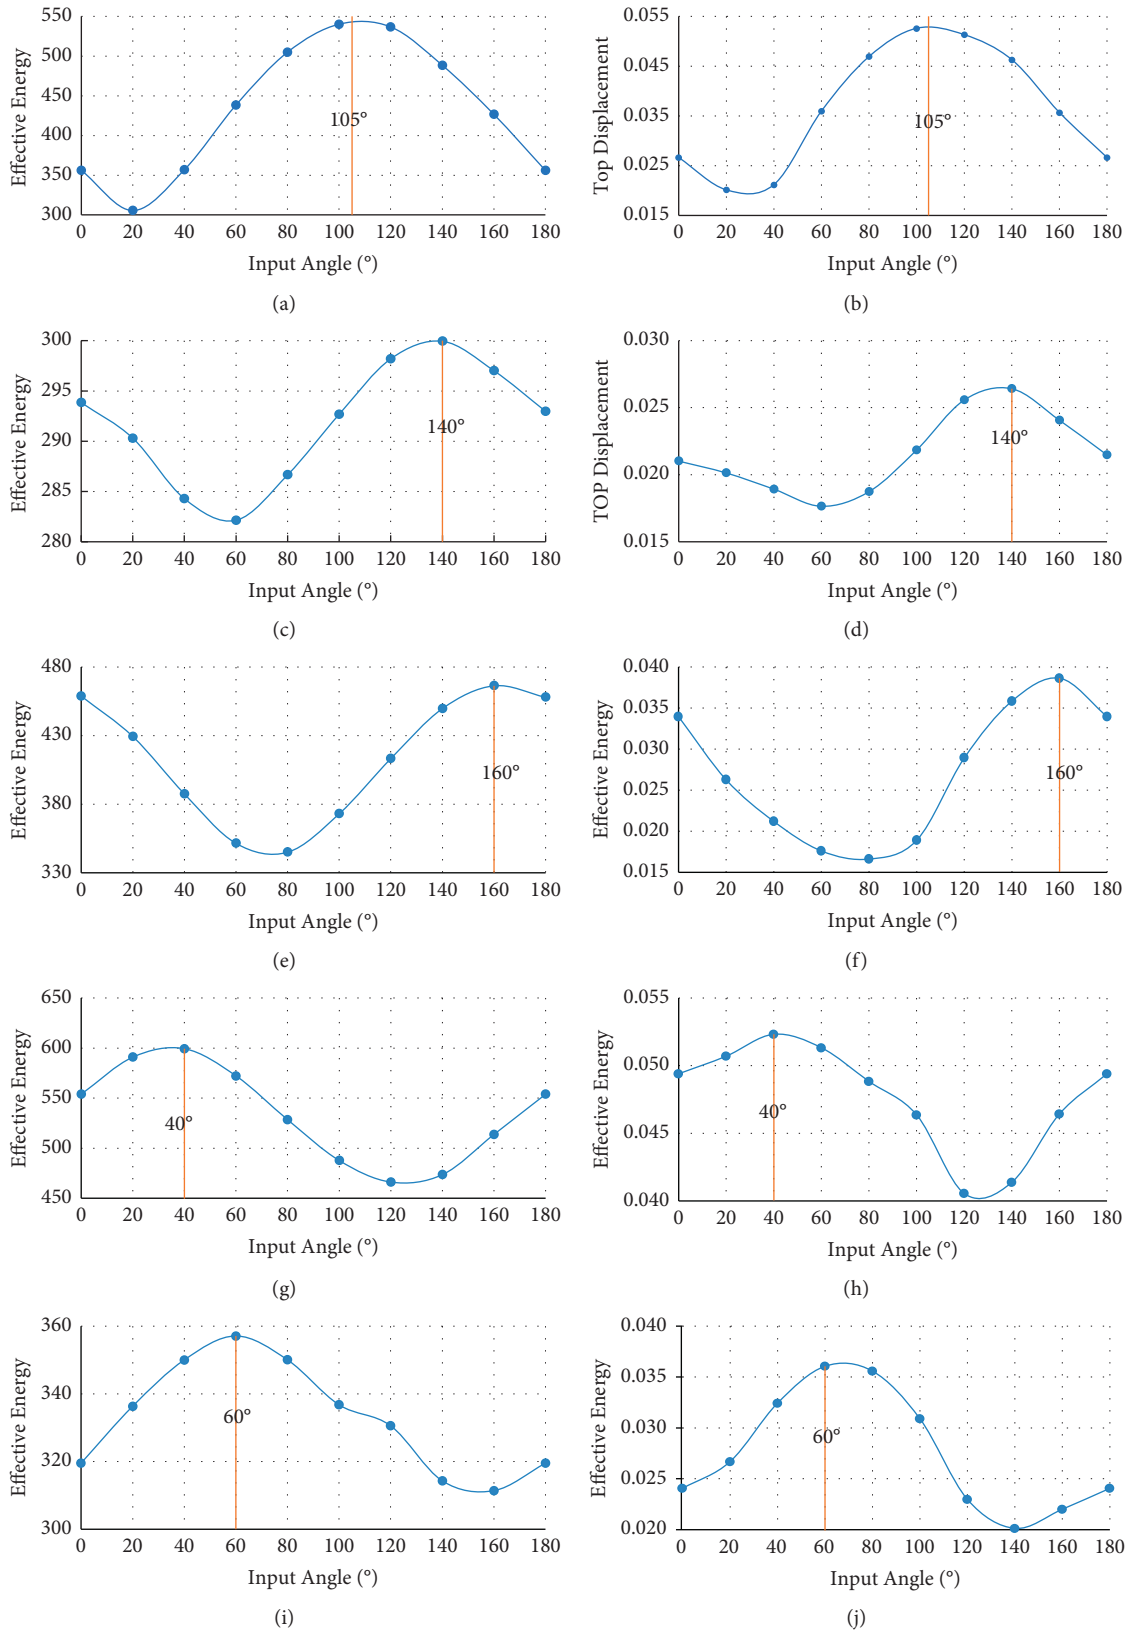 550
500
450
400
350
300
Effective Energy
105°
0 20 40 60 80 100 120 140 160 180
Input Angle (°)
(a)
0.055
0.045
0.035
0.025
0.015
Top Displacement
105°
0 20 40 60 80 100 120 140 160 180
Input Angle (°)
(b)
300
295
290
285
280
Effective Energy
140°
0 20 40 60 80 100 120 140 160 180
Input Angle (°)
(c)
0.030
0.025
0.020
0.015
TOP Displacement
140°
0 20 40 60 80 100 120 140 160 180
Input Angle (°)
(d)
480
430
380
330
Effective Energy
160°
0 20 40 60 80 100 120 140 160 180
Input Angle (°)
(e)
0.040
0.035
0.030
0.025
0.020
0.015
Effective Energy
160°
0 20 40 60 80 100 120 140 160 180
Input Angle (°)
(f)
650
600
550
500
450
Effective Energy
40°
0 20 40 60 80 100 120 140 160 180
Input Angle (°)
(g)
0.055
0.050
0.045
0.040
Effective Energy
40°
0 20 40 60 80 100 120 140 160 180
Input Angle (°)
(h)
360
340
320
300
Effective Energy
60°
0 20 40 60 80 100 120 140 160 180
Input Angle (°)
(i)
0.040
0.035
0.030
0.025
0.020
Effective Energy
60°
0 20 40 60 80 100 120 140 160 180
Input Angle (°)
(j)